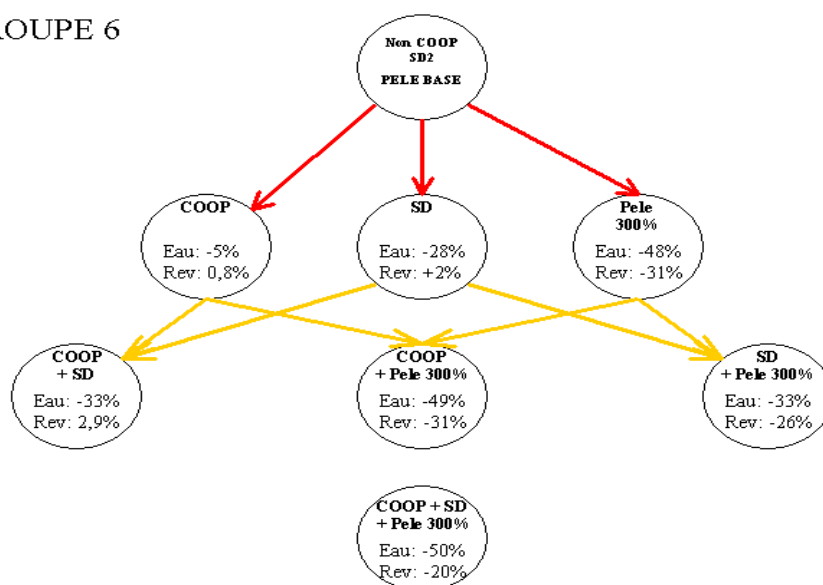 OUPE 6
Non COOP
SD2
PELE BASE
COOP
Eau: -5%
Rev: 0,8%
SD
Eau: -28%
Rev: +2%
Pele
300%
Eau: -48%
Rev: -31%
COOP
+ SD
Eau: -33%
Rev: 2,9%
COOP
+ Pele 300%
Eau: -49%
Rev: -31%
SD
+ Pele 300%
Eau: -33%
Rev: -26%
COOP + SD
+ Pele 300%
Eau: -50%
Rev: -20%